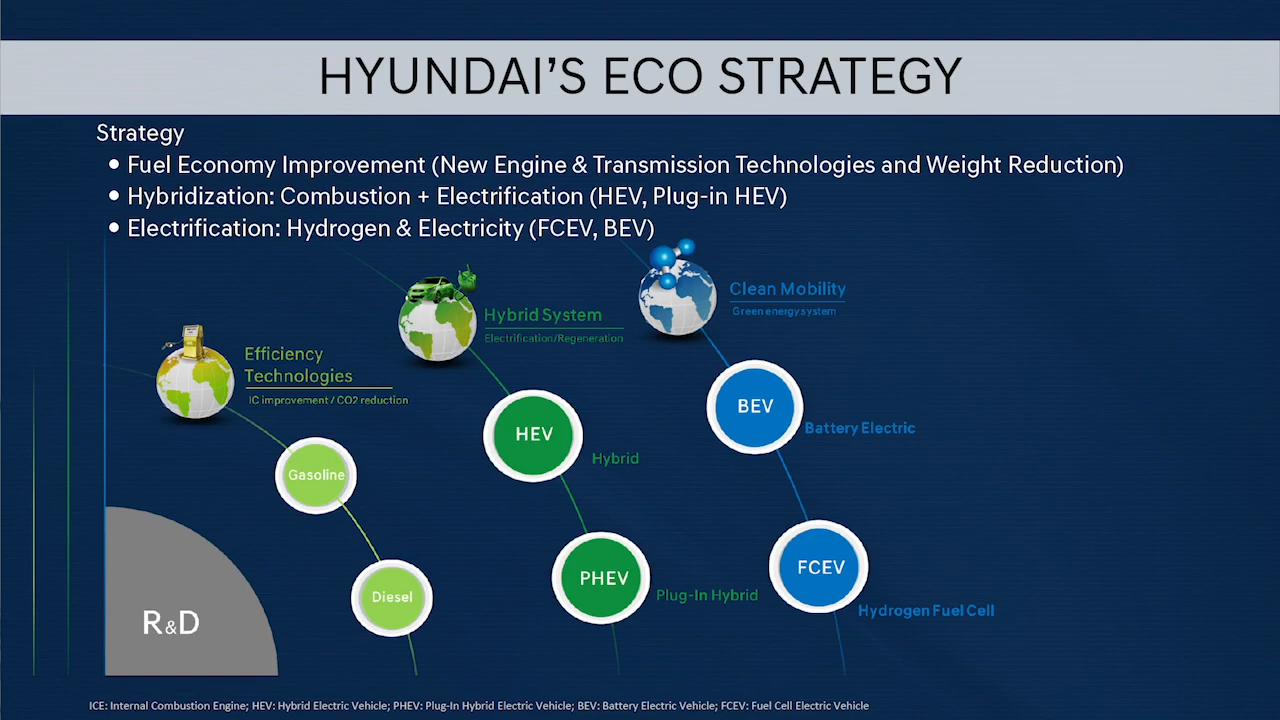 HYUNDAI'S ECO STRATEGY
Strategy
• Fuel Economy Improvement (New Engine & Transmission Technologies and Weight Reduction)
• Hybridization: Combustion + Electrification (HEV, Plug-in HEV)
• Electrification: Hydrogen & Electricity (FCEV, BEV)
Efficiency
Technologies
IC improvement / CO2 reduction
Gasoline
Diesel
Hybrid System
Electrification/Regeneration
HEV
Hybrid
PHEV
Plug-In Hybrid
Clean Mobility
Green energy system
BEV
Battery Electric
FCEV
Hydrogen Fuel Cell
R&D
ICE: Internal Combustion Engine; HEV: Hybrid Electric Vehicle; PHEV: Plug-In Hybrid Electric Vehicle; BEV: Battery Electric Vehicle; FCEV: Fuel Cell Electric Vehicle